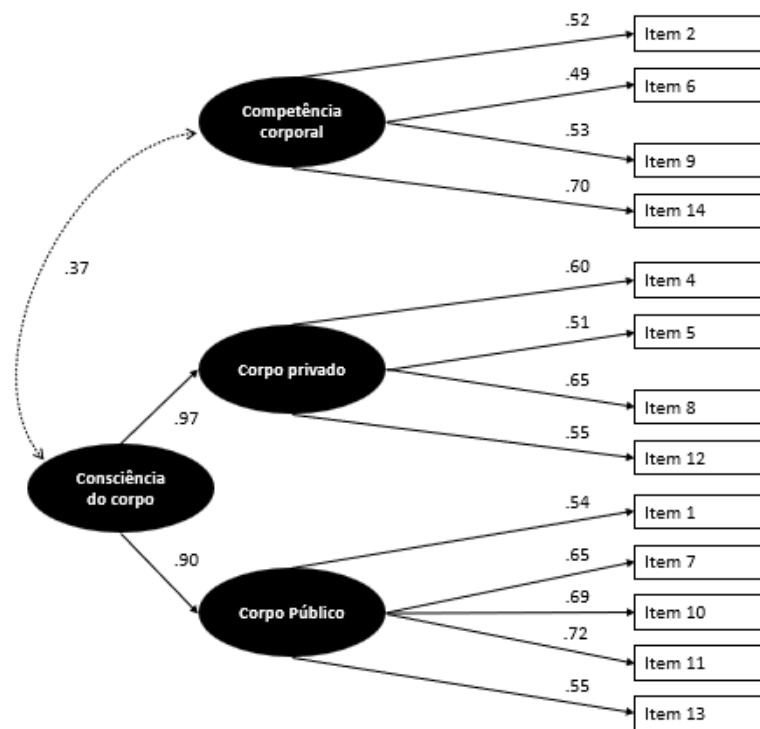 .52
Item 2
.49
Item 6
Competência
corporal
.53
Item 9
.70
Item 14
.37
.60
Item 4
.51
Item 5
Corpo privado
.65
Item 8
.97
.55
Item 12
Consciência
do corpo
.54
Item 1
.90
.65
Item 7
Corpo Público
.69
Item 10
.72
Item 11
.55
Item 13